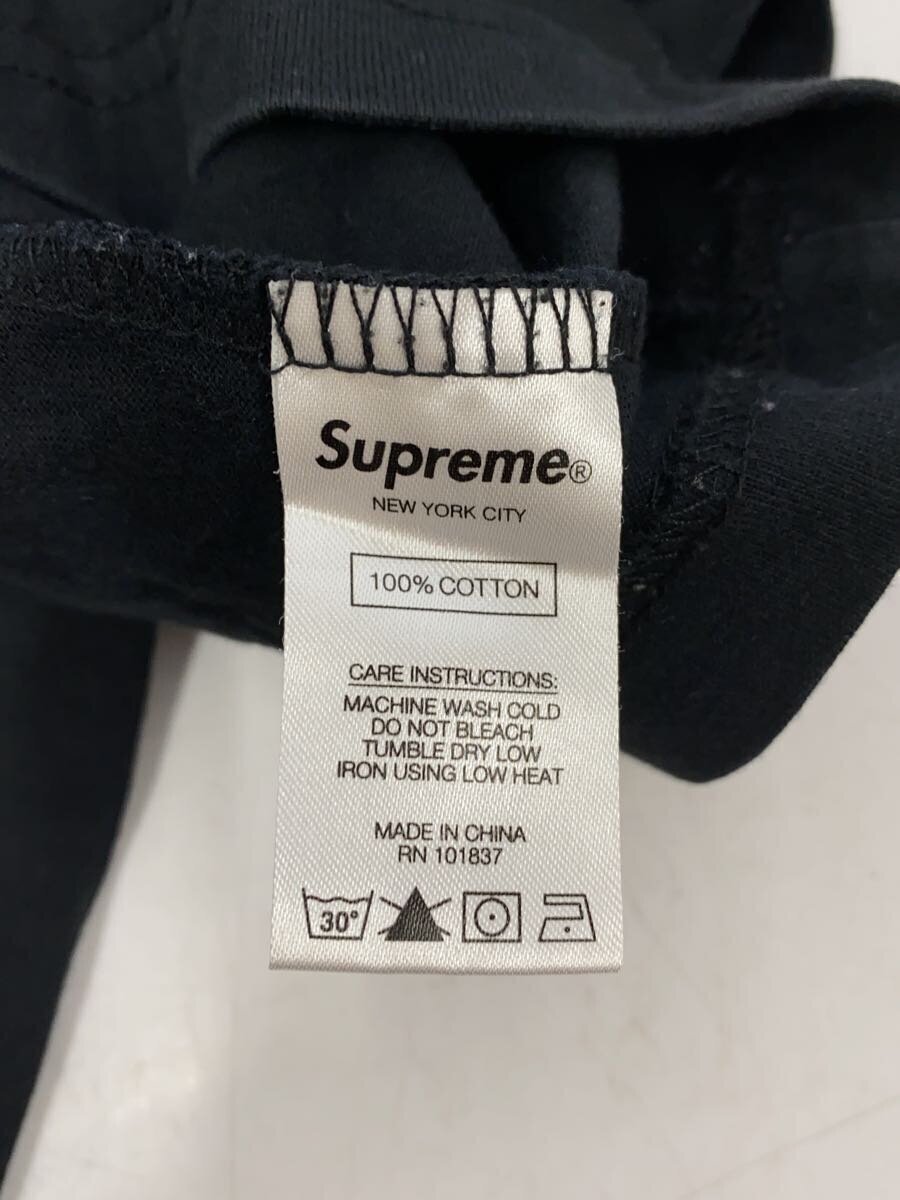 Supreme®
NEW YORK CITY
100% COTTON
CARE INSTRUCTIONS:
MACHINE WASH COLD
DO NOT BLEACH
TUMBLE DRY LOW
IRON USING LOW HEAT
MADE IN CHINA
RN 101837
30°